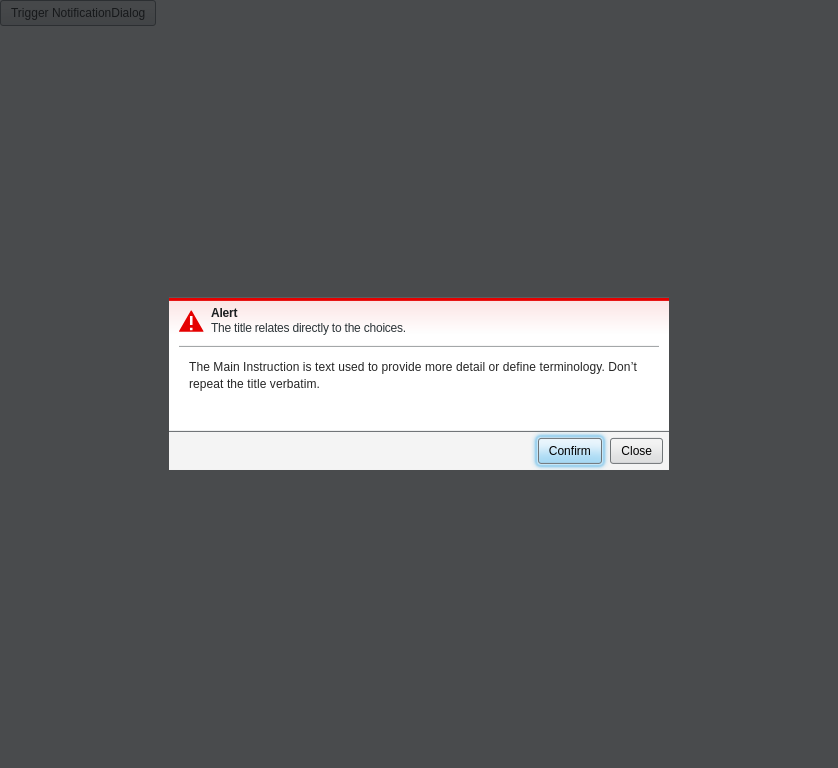 Trigger NotificationDialog
Alert
The title relates directly to the choices.
The Main Instruction is text used to provide more detail or define terminology. Don’t
repeat the title verbatim.
Confirm Close